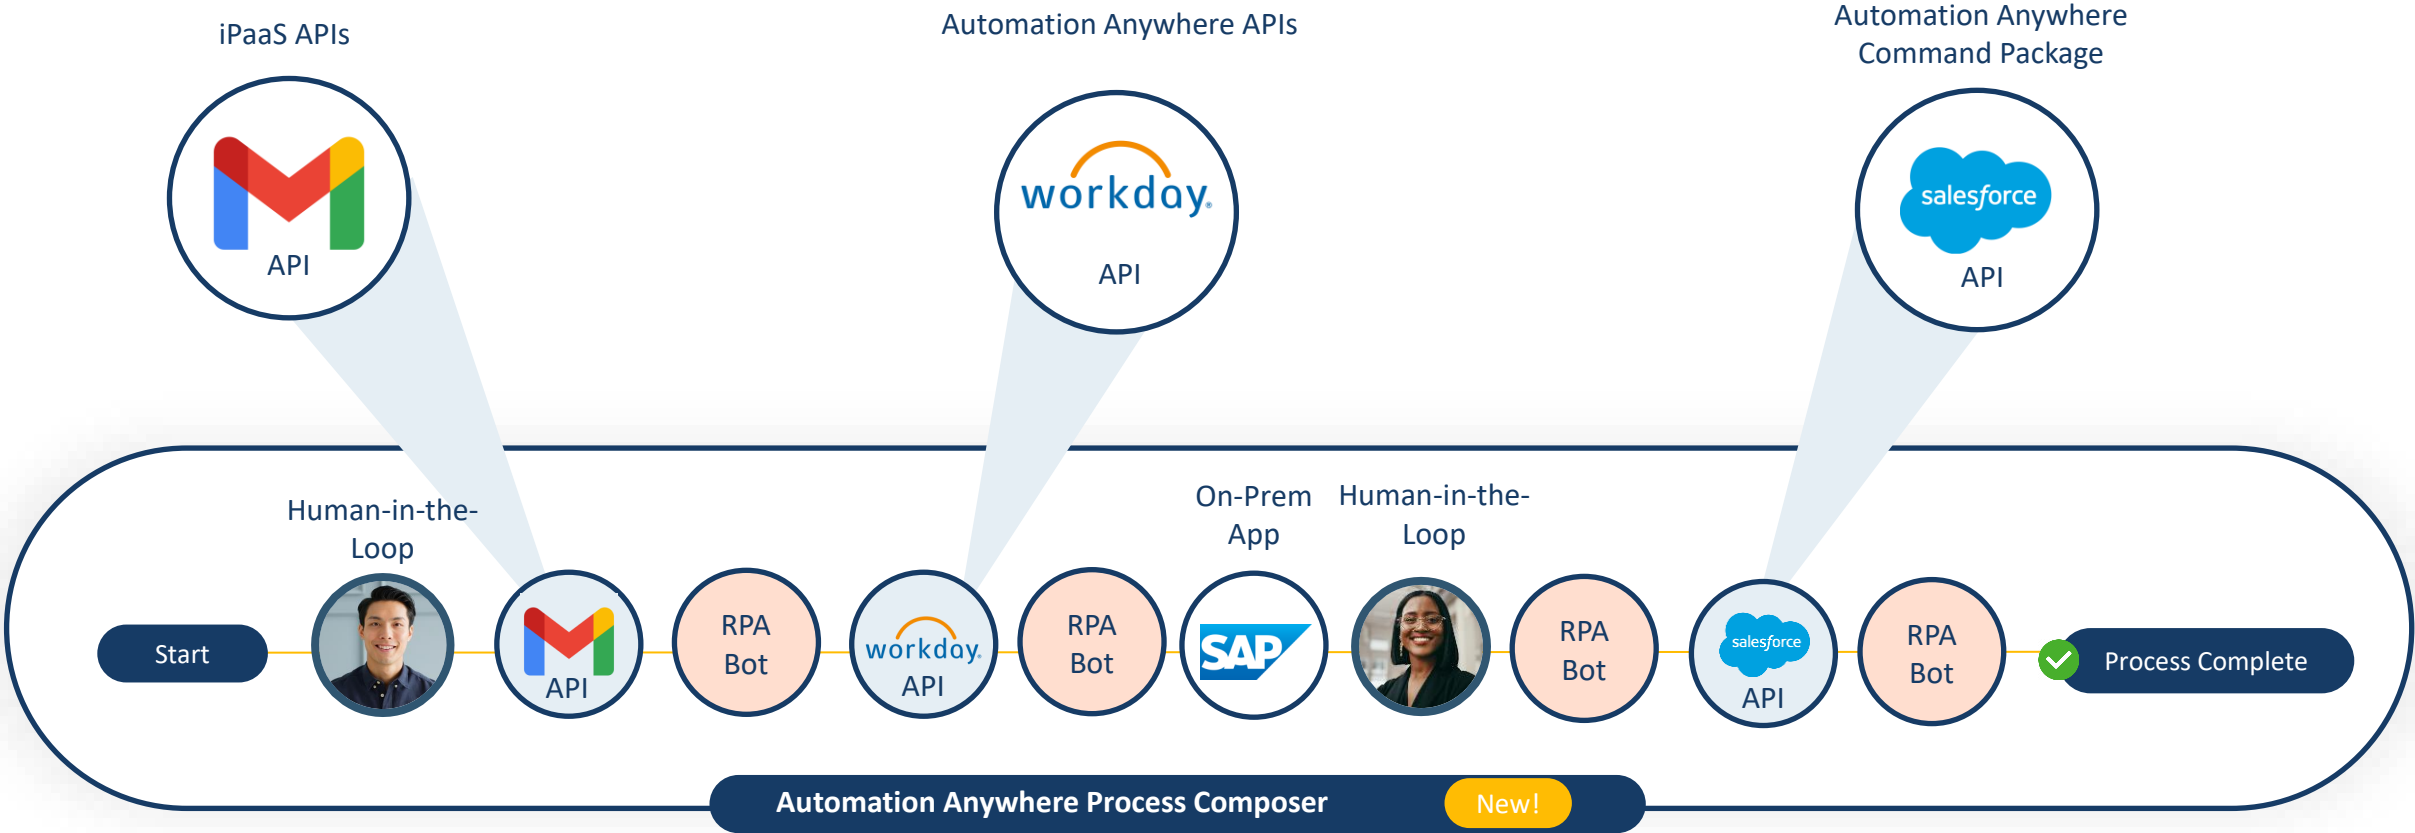 iPaaS APIs
Automation Anywhere APIs
Automation Anywhere
Command Package
API
workday.
API
salesforce
API
Human-in-the-
Loop
On-Prem
App
Human-in-the-
Loop
Start
API
RPA
Bot
workday.
API
RPA
Bot
SAP
RPA
Bot
salesforce
API
RPA
Bot
Process Complete
Automation Anywhere Process Composer
New!